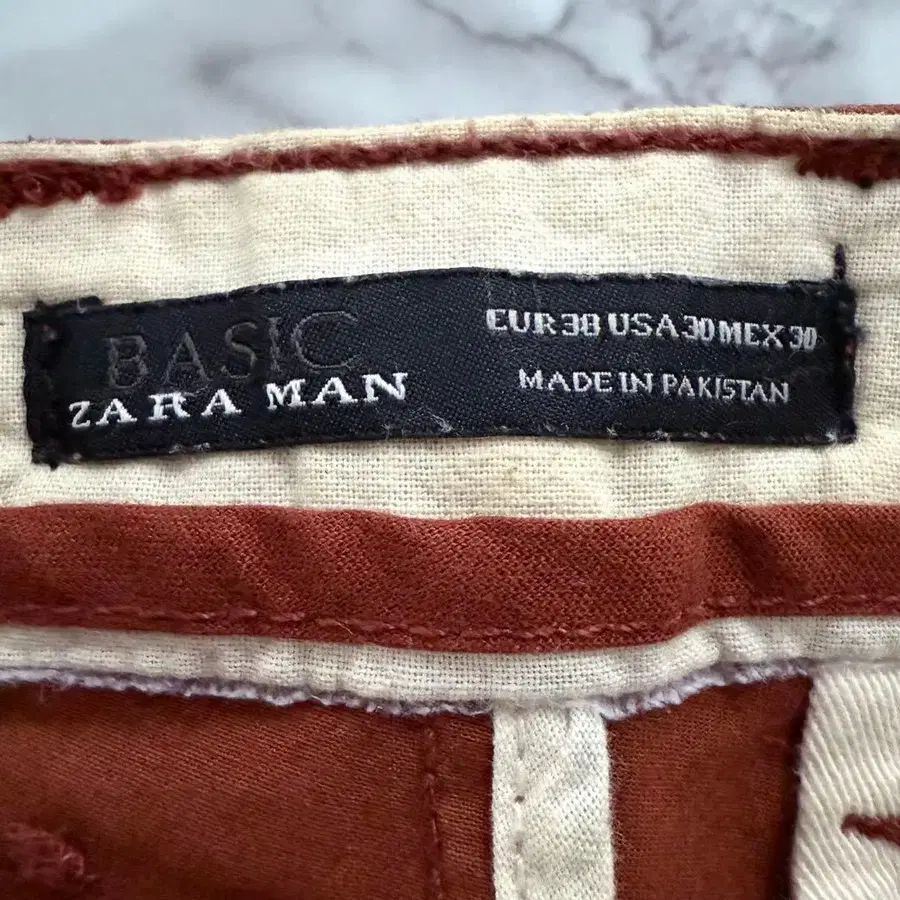 BASIC
ZARA MAN
EUR 38 USA 30 MEX 30
MADE IN PAKISTAN